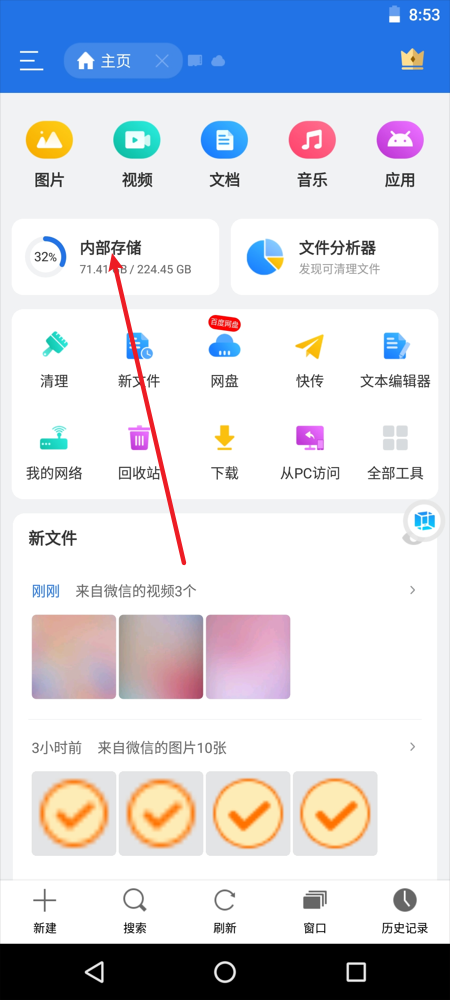 8:53
主页
图片 视频 文档 音乐 应用
32%
内部存储
71.41 GB / 224.45 GB
文件分析器
发现可清理文件
百度网盘
清理 新文件 网盘 快传 文本编辑器
我的网络 回收站 下载 从PC访问 全部工具
新文件
刚刚 来自微信的视频3个
3小时前 来自微信的图片10张
新建 搜索 刷新 窗口 历史记录